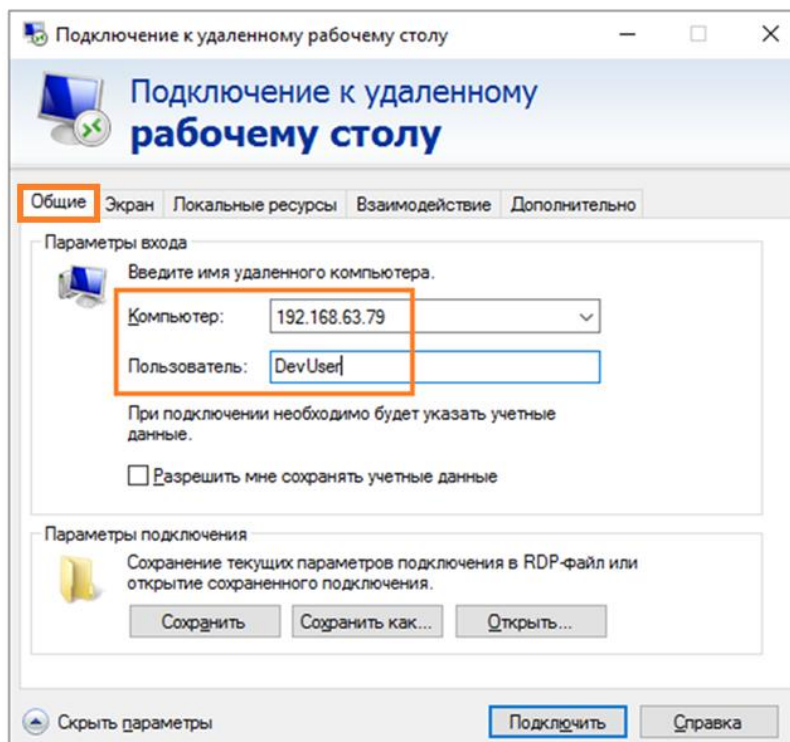 Подключение к удаленному рабочему столу
Подключение к удаленному
рабочему столу
Общие Экран Локальные ресурсы Взаимодействие Дополнительно
Параметры входа
Введите имя удаленного компьютера.
Компьютер: 192.168.63.79
Пользователь: DevUser
При подключении необходимо будет указать учетные
данные.
Разрешить мне сохранять учетные данные
Параметры подключения
Сохранение текущих параметров подключения в RDP-файл или
открытие сохраненного подключения.
Сохранить Сохранить как... Открыть...
Скрыть параметры Подключить Справка